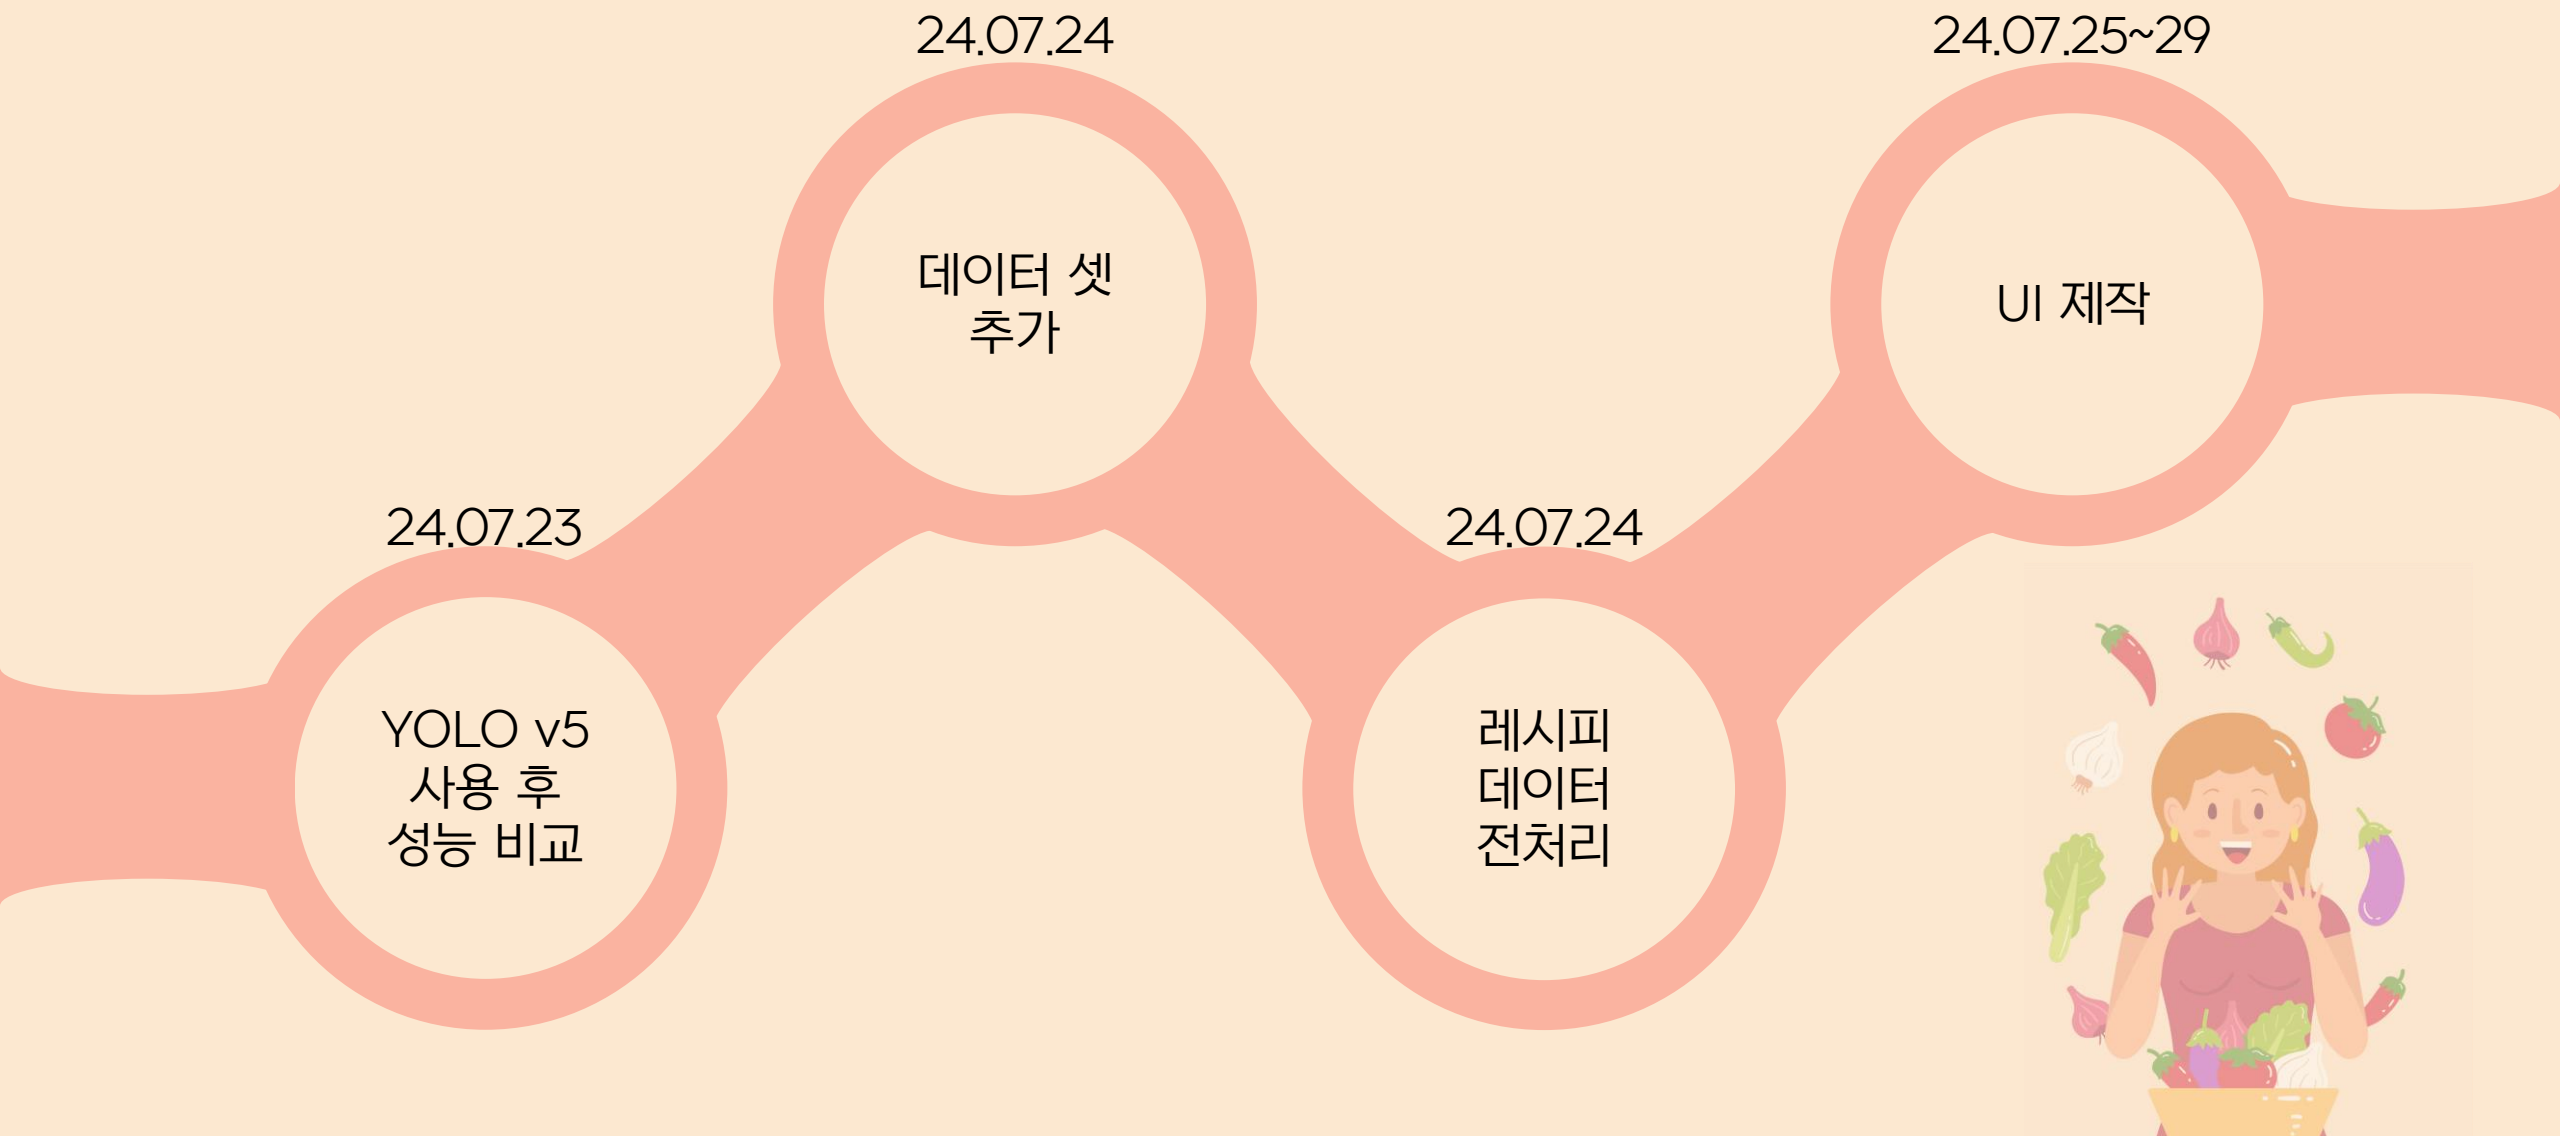 24.07.23
YOLO v5
사용 후
성능 비교
24.07.24
데이터 셋
추가
24.07.24
레시피
데이터
전처리
24.07.25~29
UI 제작